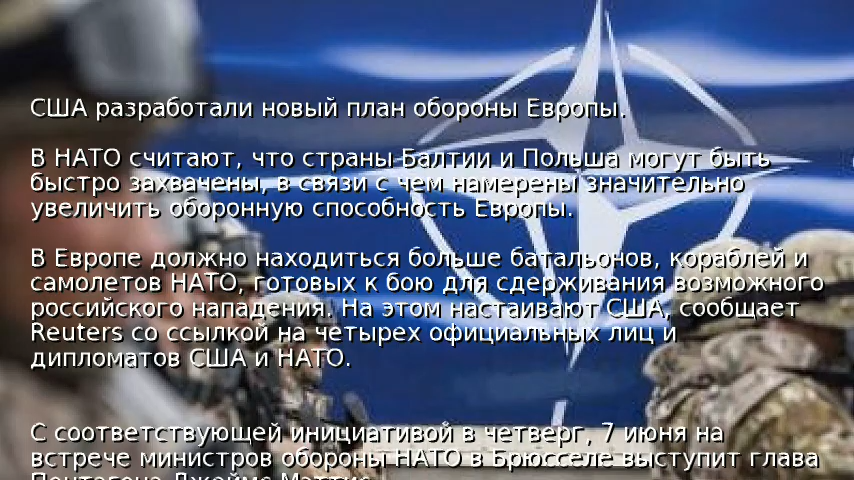 США разработали новый план обороны Европы.
В НАТО считают, что страны Балтии и Польша могут быть
быстро захвачены, в связи с чем намерены значительно
увеличить оборонную способность Европы.
В Европе должно находиться больше батальонов, кораблей и
самолетов НАТО, готовых к бою для сдерживания возможного
российского нападения. На этом настаивают США, сообщает
Reuters со ссылкой на четырех официальных лиц и
дипломатов США и НАТО.
С соответствующей инициативой в четверг, 7 июня на
встрече министров обороны НАТО в Брюсселе выступит глава
Пентагона Джеймс Мэттис